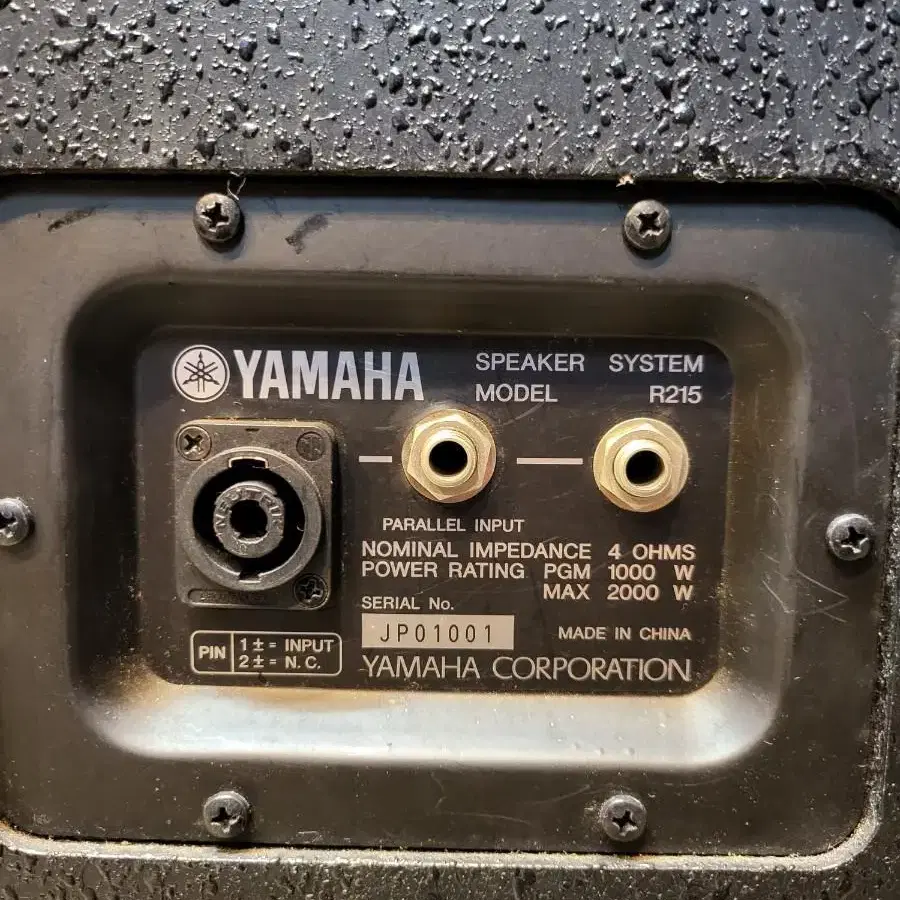 YAMAHA
SPEAKER SYSTEM
MODEL R215
NEUTRIK
PARALLEL INPUT
NOMINAL IMPEDANCE 4 OHMS
POWER RATING PGM 1000 W
MAX 2000 W
SERIAL No.
JP01001
MADE IN CHINA
PIN 1±= INPUT
2±= N.C.
YAMAHA CORPORATION